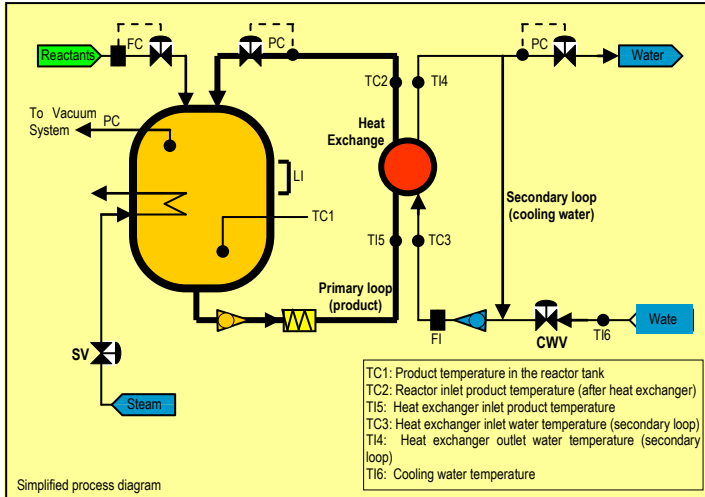 Reactants
FC
PC
PC
Water
TC2
TI4
To Vacuum
System
PC
Heat
Exchange
LI
Secondary loop
(cooling water)
TC1
TI5
TC3
Primary loop
(product)
SV
FI
CWV
TI6
Wate
Steam
TC1: Product temperature in the reactor tank
TC2: Reactor inlet product temperature (after heat exchanger)
TI5: Heat exchanger inlet product temperature
TC3: Heat exchanger inlet water temperature (secondary loop)
TI4: Heat exchanger outlet water temperature (secondary
loop)
TI6: Cooling water temperature
Simplified process diagram